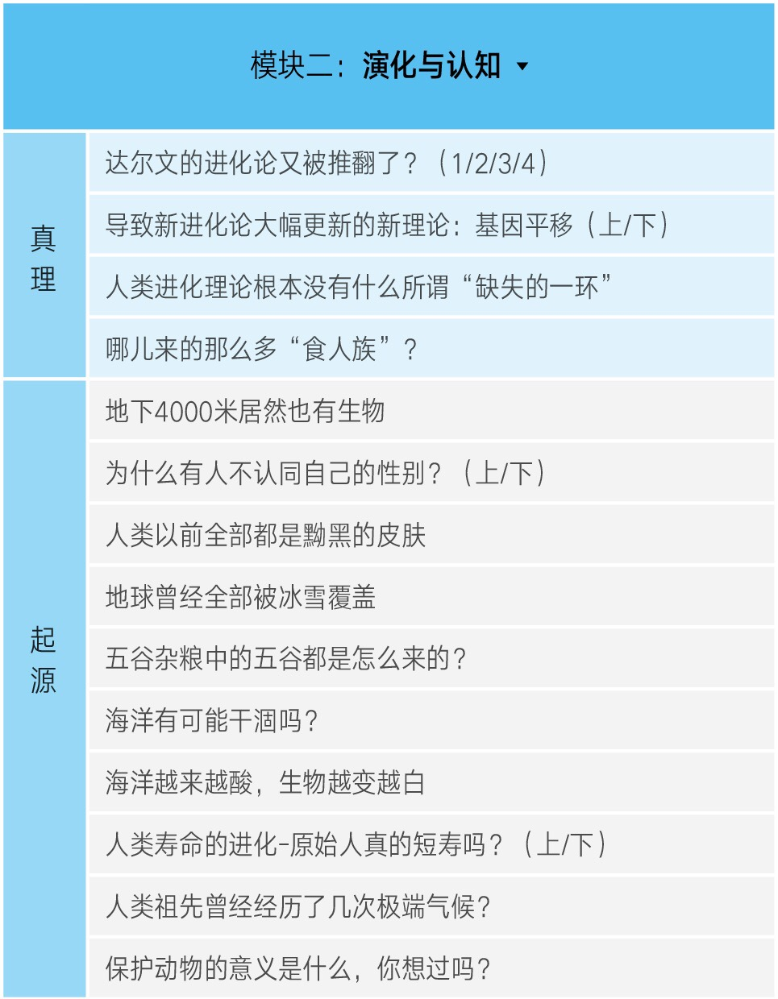 模块二：演化与认知
真理
达尔文的进化论又被推翻了？（1/2/3/4）
导致新进化论大幅更新的新理论：基因平移（上/下）
人类进化理论根本没有什么所谓“缺失的一环”
哪儿来的那么多“食人族”？
起源
地下4000米居然也有生物
为什么有人不认同自己的性别？（上/下）
人类以前全部都是黝黑的皮肤
地球曾经全部被冰雪覆盖
五谷杂粮中的五谷都是怎么来的？
海洋有可能干涸吗？
海洋越来越酸，生物越变越白
人类寿命的进化-原始人真的短寿吗？（上/下）
人类祖先曾经经历了几次极端气候？
保护动物的意义是什么，你想过吗？